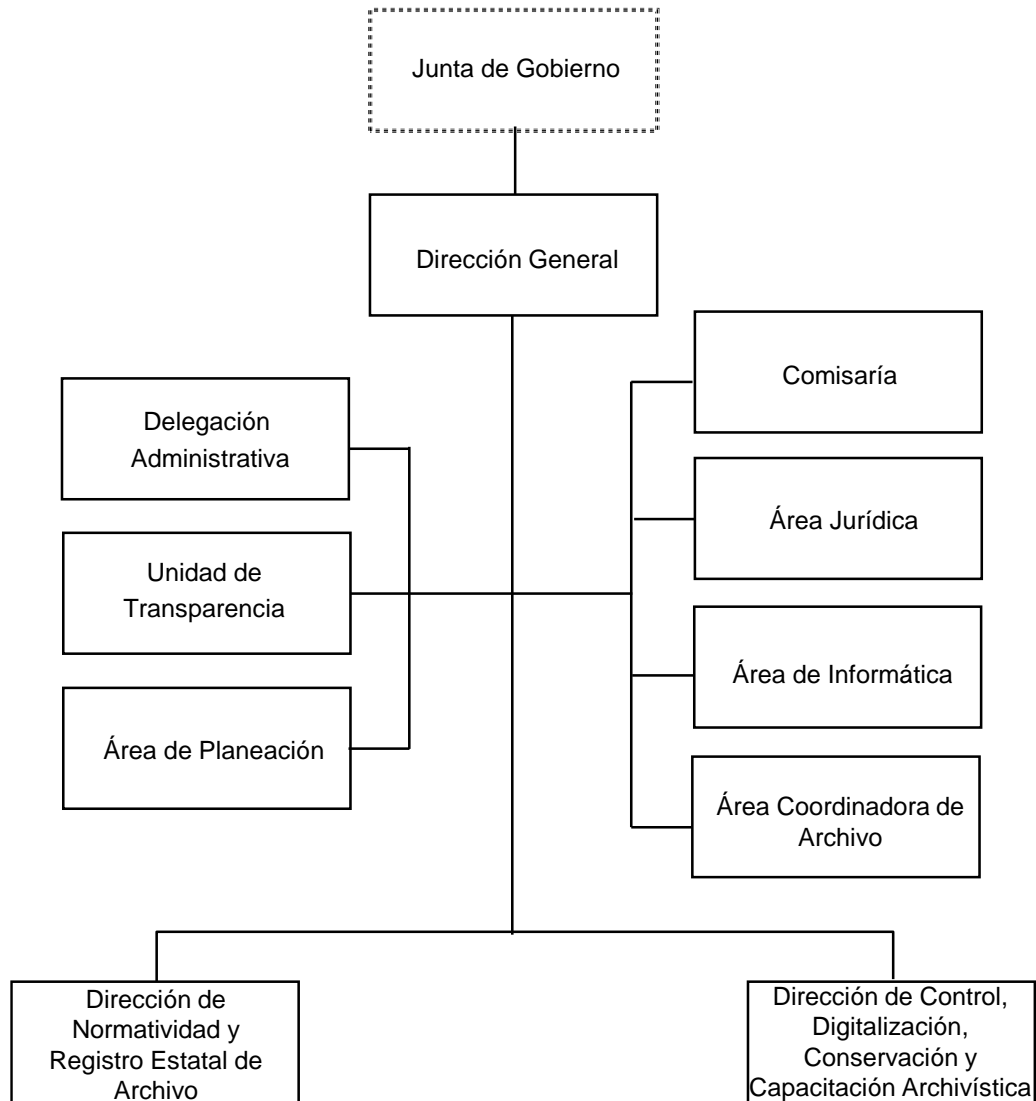 Junta de Gobierno
Dirección General
Comisaría
Delegación
Administrativa
Área Jurídica
Unidad de
Transparencia
Área de Informática
Área de Planeación
Área Coordinadora de
Archivo
Dirección de
Normatividad y
Registro Estatal de
Archivo
Dirección de Control,
Digitalización,
Conservación y
Capacitación Archivística